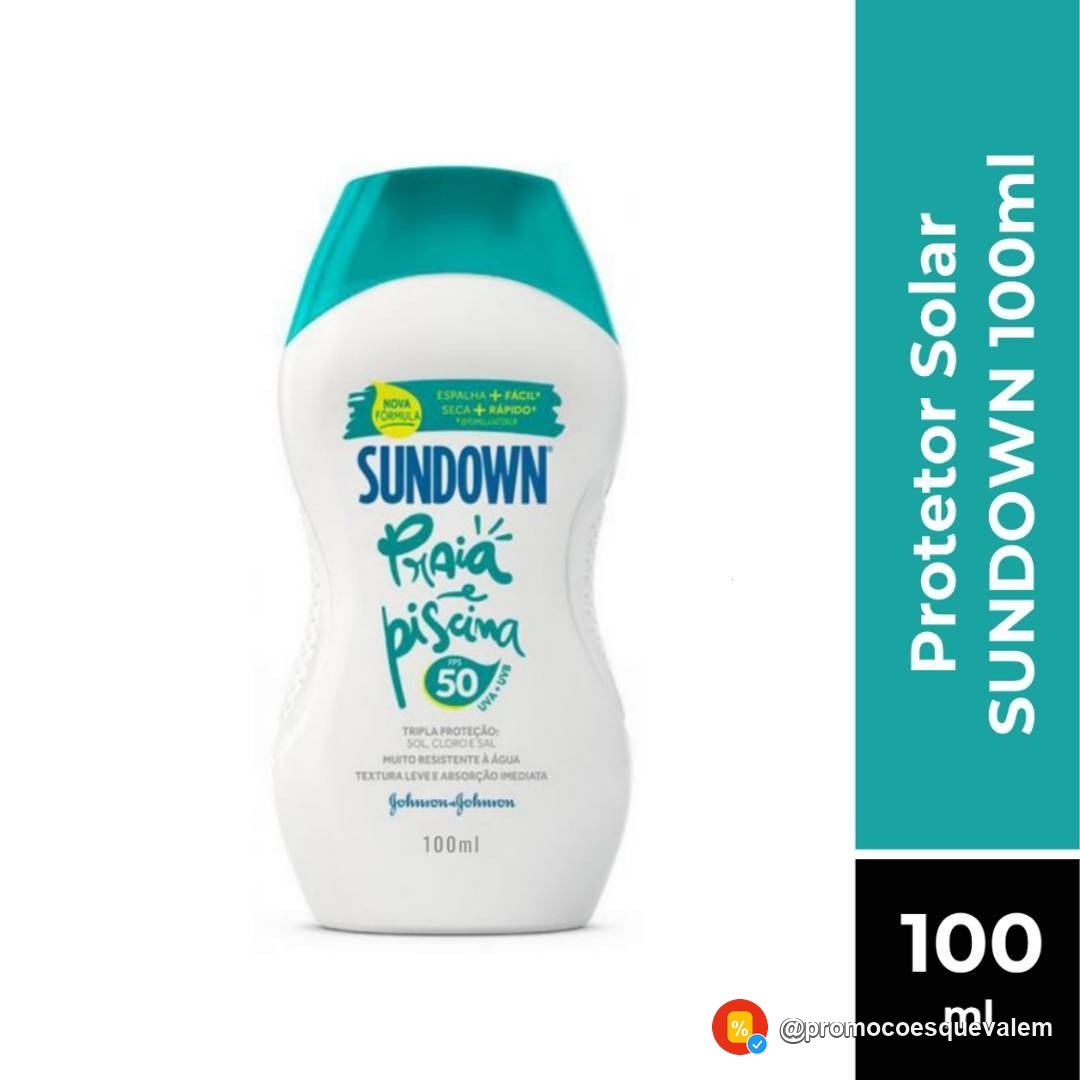 NOVA
FÓRMULA
ESPALHA + FÁCIL*
SECA + RÁPIDO*
SUNDOWN
Praia
e
piscina
FPS
50
UVA + UVB
TRIPLA PROTEÇÃO:
SOL, CLORO E SAL
MUITO RESISTENTE À ÁGUA
TEXTURA LEVE E ABSORÇÃO IMEDIATA
Johnson & Johnson
100ml
Protetor Solar
SUNDOWN 100ml
100
ml
@promocoesquevalem